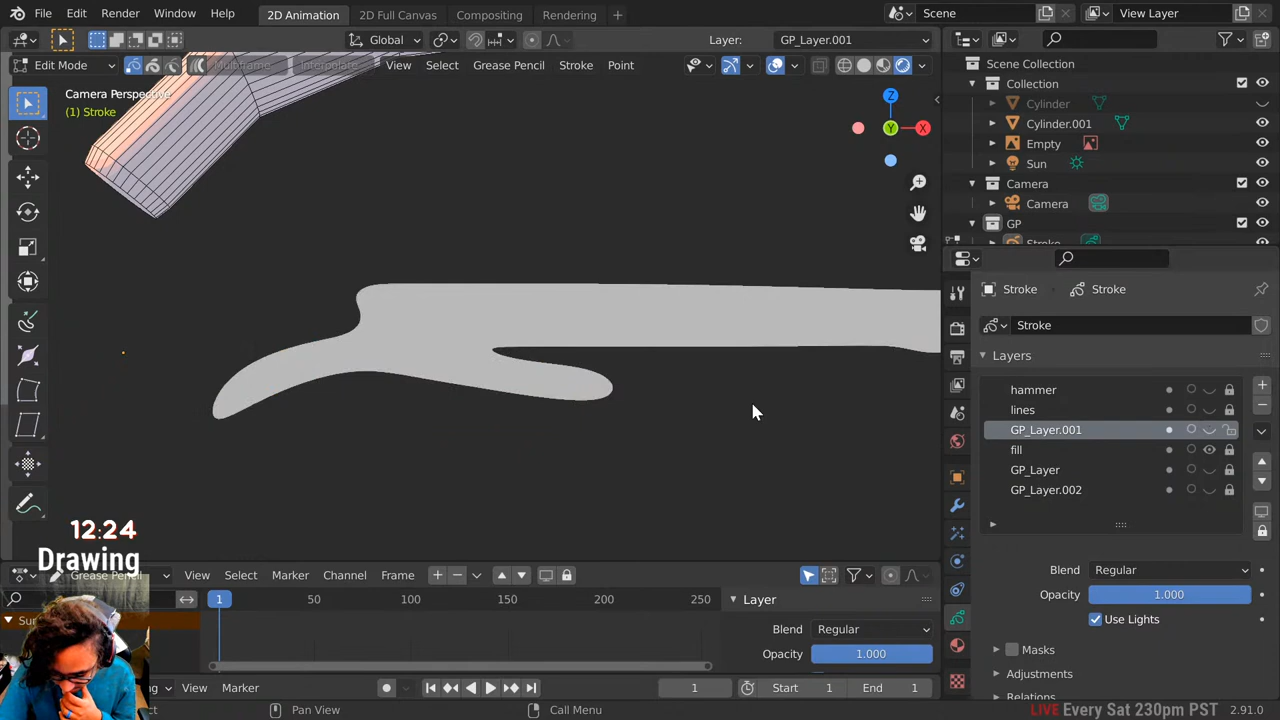 File Edit Render Window Help 2D Animation 2D Full Canvas Compositing Rendering + Scene View Layer
Global Layer: GP_Layer.001
Edit Mode Multiframe Interpolate View Select Grease Pencil Stroke Point
Camera Perspective
(1) Stroke
Z
Y
X
Scene Collection
Collection
Cylinder
Cylinder.001
Empty
Sun
Camera
Camera
GP
Stroke
Stroke Stroke
Stroke
Layers
hammer
lines
GP_Layer.001
fill
GP_Layer
GP_Layer.002
Blend Regular
Opacity 1.000
Use Lights
Masks
Adjustments
Relations
12:24
Drawing
Grease Pencil View Select Marker Channel Frame
1 50 100 150 200 250
Layer
Blend Regular
Opacity 1.000
View Marker 1 Start 1 End 1
Pan View Call Menu
LIVE Every Sat 230pm PST 2.91.0